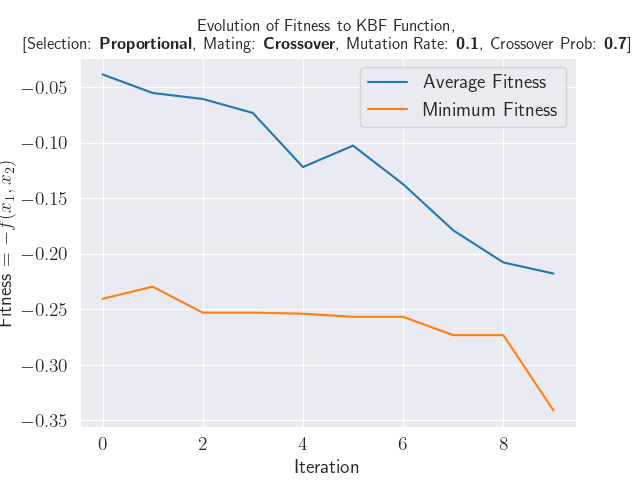 Evolution of Fitness to KBF Function,
[Selection: Proportional, Mating: Crossover, Mutation Rate: 0.1, Crossover Prob: 0.7]
Average Fitness
Minimum Fitness
Fitness = −f(x₁, x₂)
−0.05
−0.10
−0.15
−0.20
−0.25
−0.30
−0.35
0 2 4 6 8
Iteration